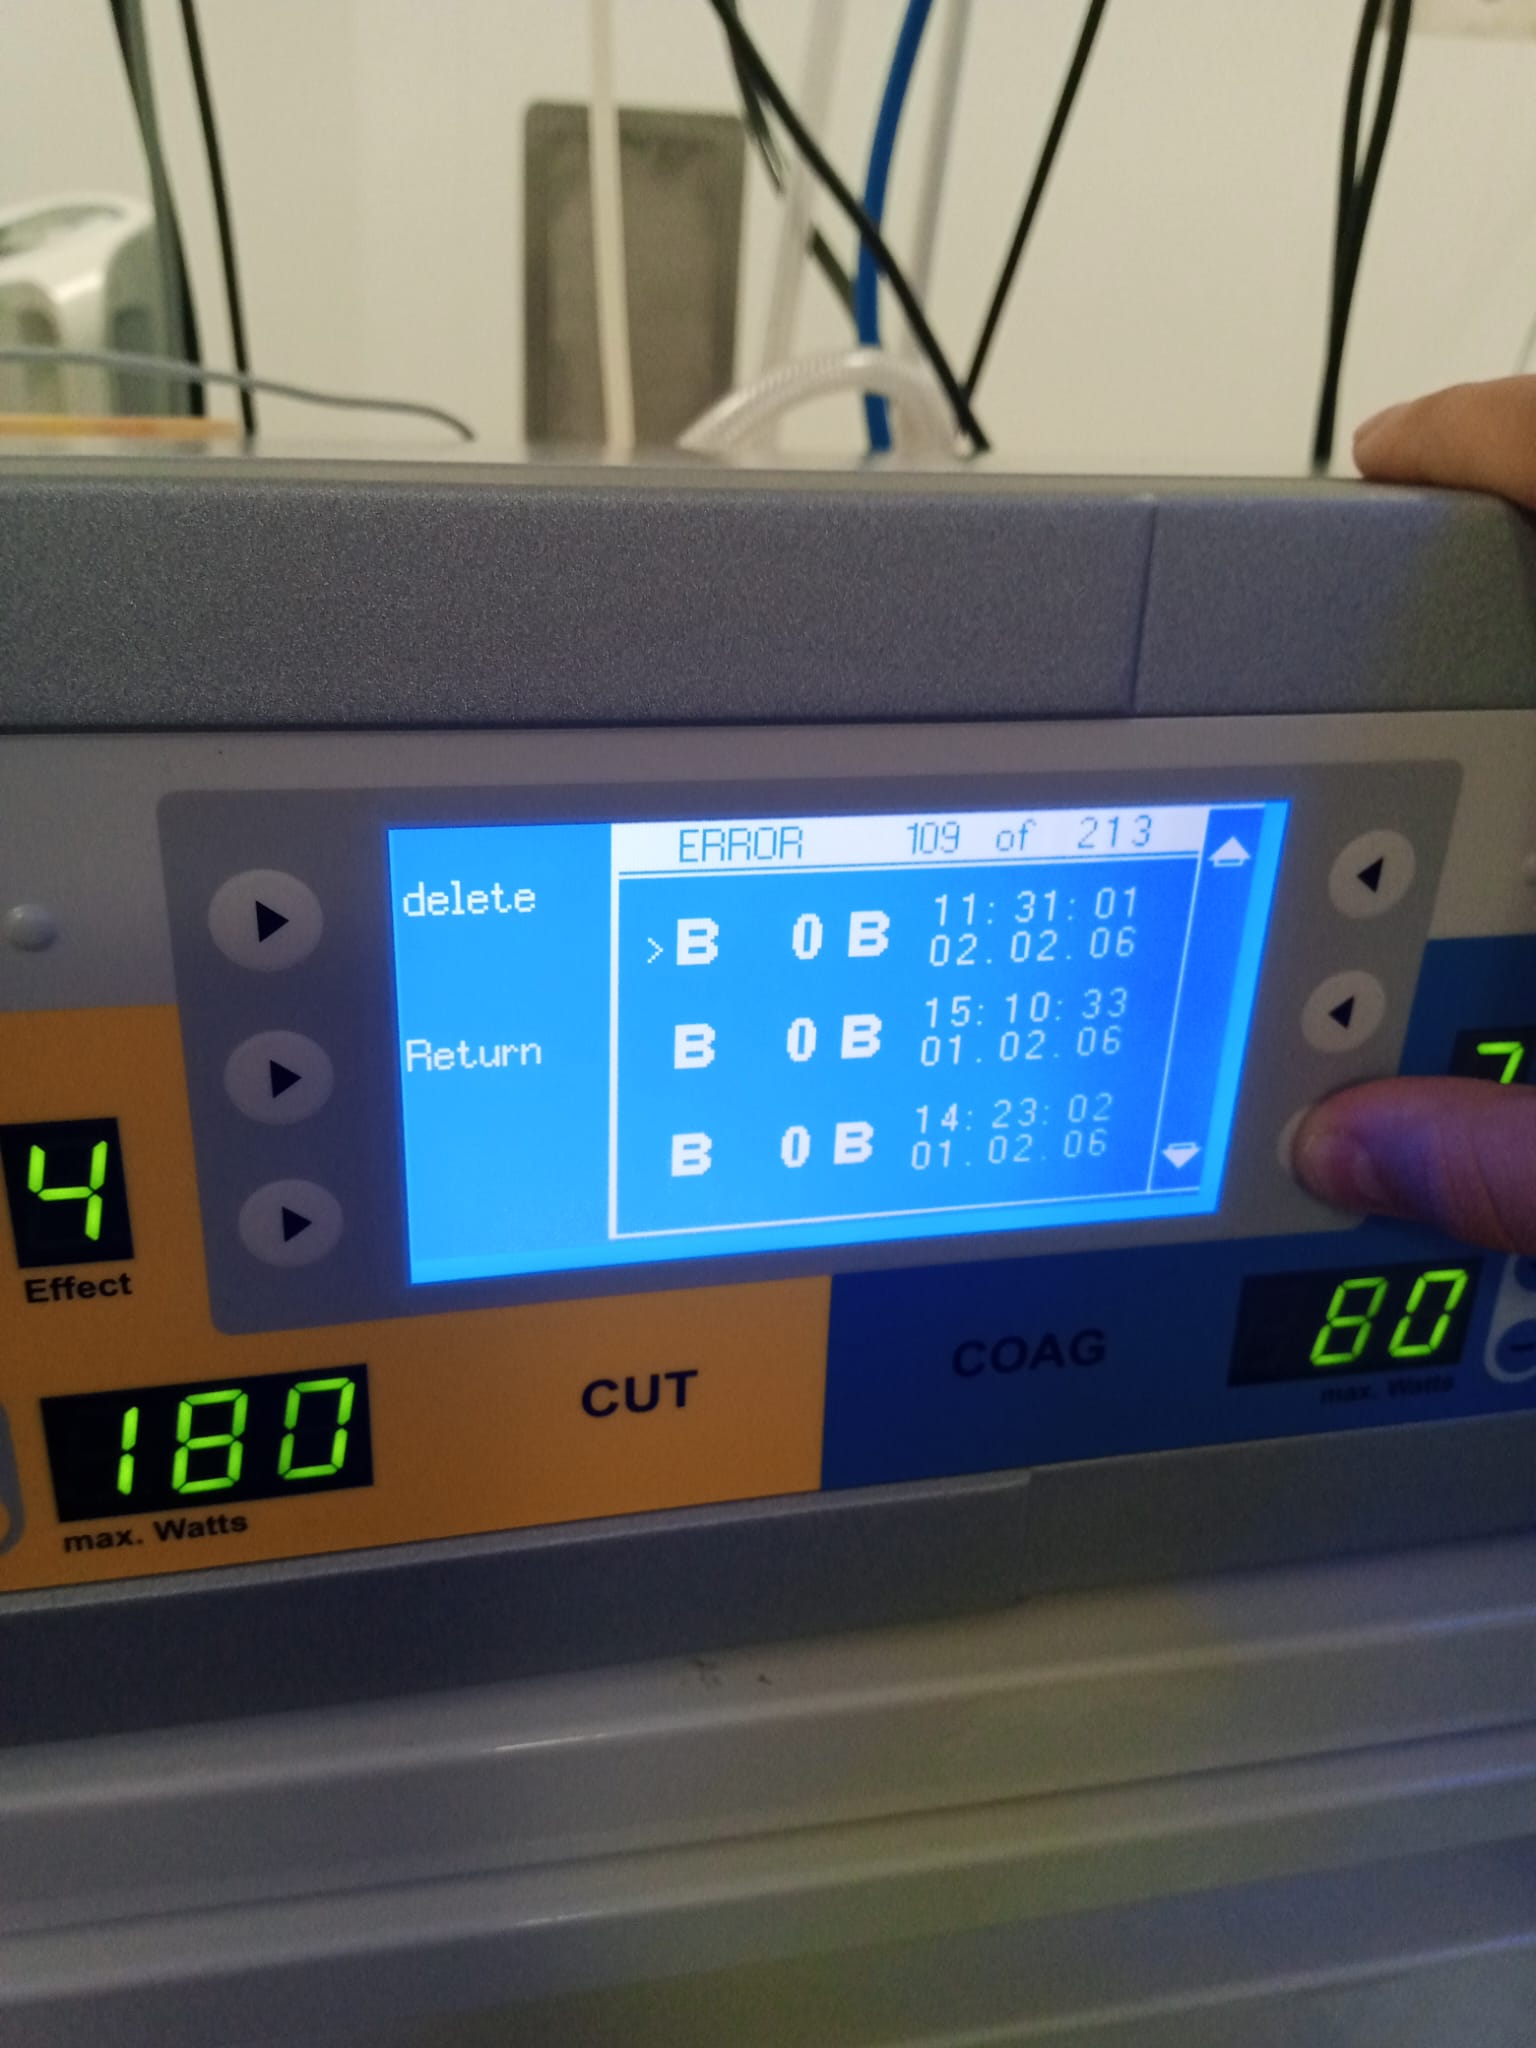 ERROR 109 of 213
delete
>B 0B 11:31:01
02.02.06
B 0B 15:10:33
01.02.06
Return
B 0B 14:23:02
01.02.06
4
Effect
7
180
max. Watts
CUT
COAG
80
max. Watts